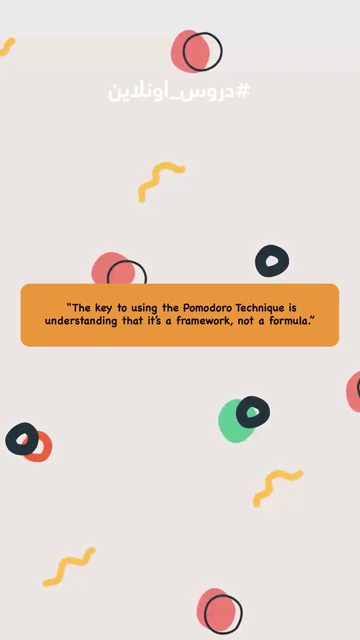 #دروس_اونلاين
"The key to using the Pomodoro Technique is
understanding that it's a framework, not a formula."